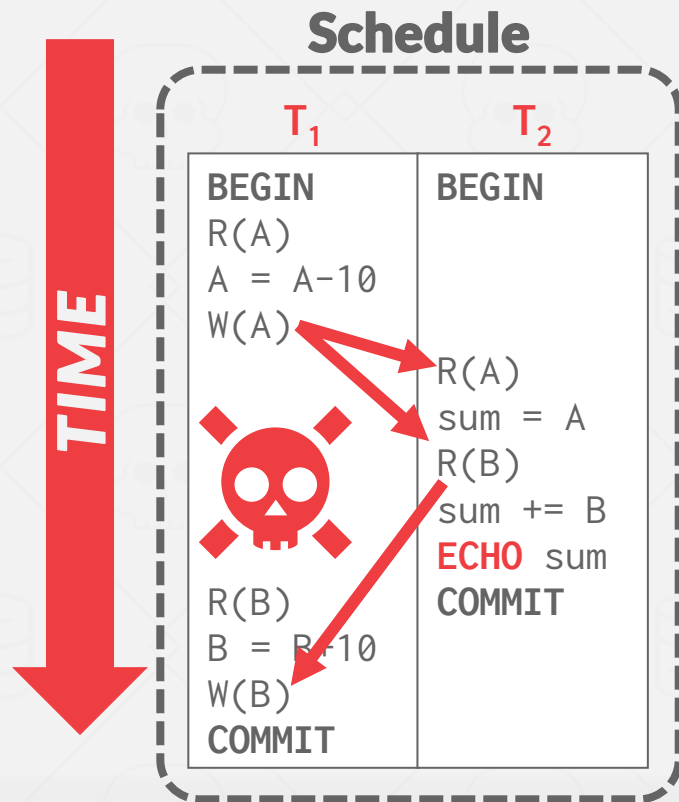 Schedule
TIME
T₁ T₂
BEGIN BEGIN
R(A)
A = A-10
W(A)
R(A)
sum = A
R(B)
sum += B
ECHO sum
R(B) COMMIT
B = B+10
W(B)
COMMIT